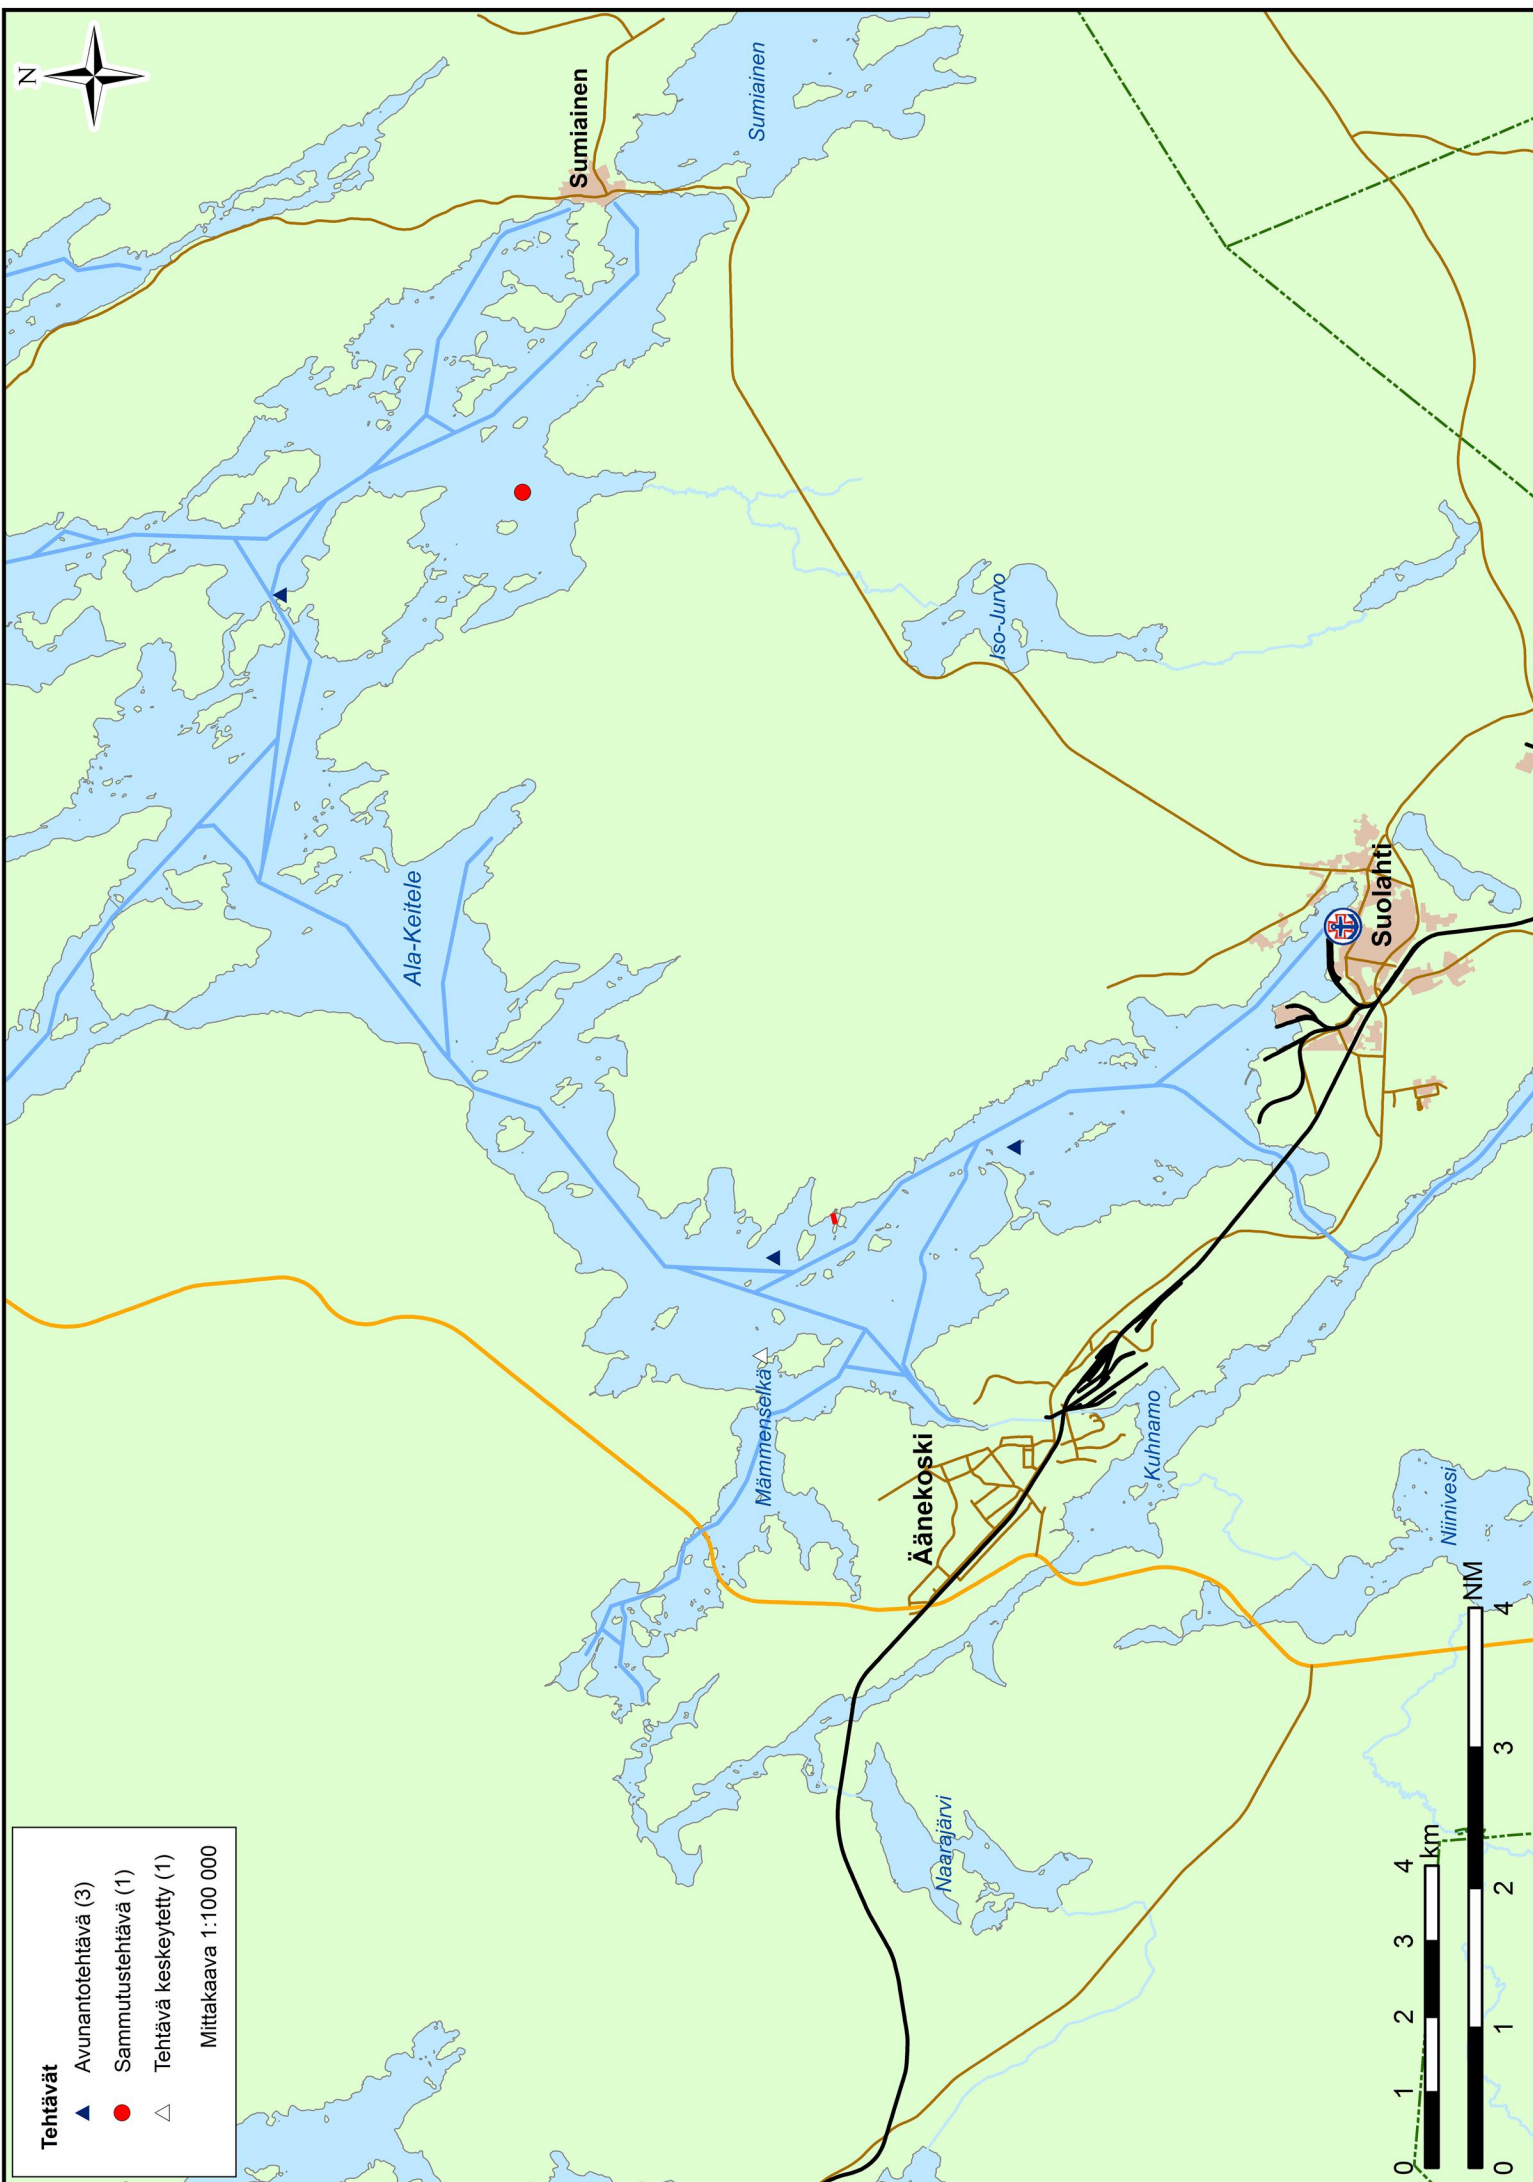 Tehtävät
Avunantotehtävä (3)
Sammutustehtävä (1)
Tehtävä keskeytetty (1)
Mittakaava 1:100 000
N
Sumiainen
Sumiainen
Ala-Keitele
Mämmenselkä
Iso-Jurvo
Äänekoski
Suolahti
Naarajärvi
Kuhnamo
Niinivesi
0 1 2 3 4
km
NM
0 1 2 3 4